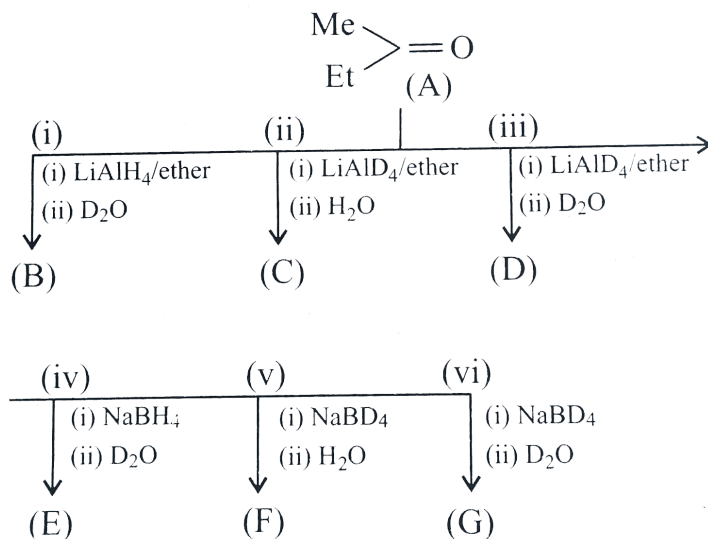 Me
=O
Et
(A)
(i) (ii) (iii)
(i) LiAlH₄/ether (i) LiAlD₄/ether (i) LiAlD₄/ether
(ii) D₂O (ii) H₂O (ii) D₂O
(B) (C) (D)
(iv) (v) (vi)
(i) NaBH₄ (i) NaBD₄ (i) NaBD₄
(ii) D₂O (ii) H₂O (ii) D₂O
(E) (F) (G)